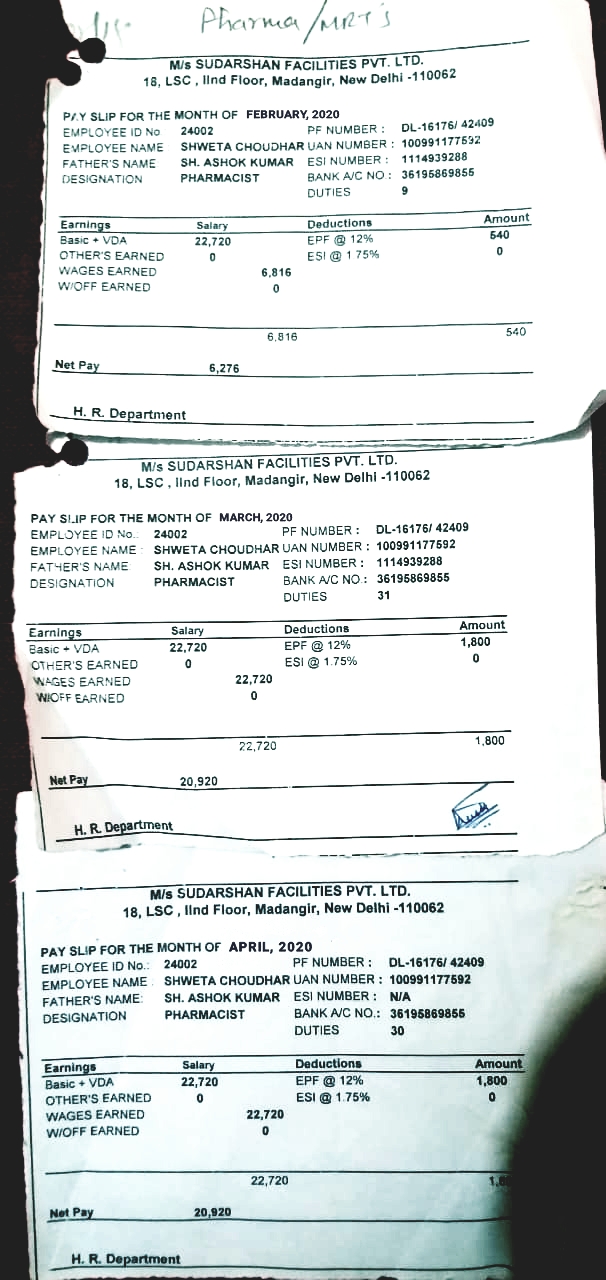 Pharma/MRT's
M/s SUDARSHAN FACILITIES PVT. LTD.
18, LSC , IInd Floor, Madangir, New Delhi -110062
PAY SLIP FOR THE MONTH OF FEBRUARY, 2020
EMPLOYEE ID No 24002 PF NUMBER : DL-16176/ 42409
EMPLOYEE NAME SHWETA CHOUDHAR UAN NUMBER : 100991177592
FATHER'S NAME SH. ASHOK KUMAR ESI NUMBER : 1114939288
DESIGNATION PHARMACIST BANK A/C NO : 36195869855
DUTIES 9
Earnings Salary Deductions Amount
Basic + VDA 22,720 EPF @ 12% 540
OTHER'S EARNED 0 ESI @ 1 75% 0
WAGES EARNED 6,816
W/OFF EARNED 0
6,816 540
Net Pay 6,276
H. R. Department
M/s SUDARSHAN FACILITIES PVT. LTD.
18, LSC , IInd Floor, Madangir, New Delhi -110062
PAY SLIP FOR THE MONTH OF MARCH, 2020
EMPLOYEE ID No.. 24002 PF NUMBER : DL-16176/ 42409
EMPLOYEE NAME : SHWETA CHOUDHAR UAN NUMBER : 100991177592
FATHER'S NAME SH. ASHOK KUMAR ESI NUMBER : 1114939288
DESIGNATION PHARMACIST BANK A/C NO.: 36195869855
DUTIES 31
Earnings Salary Deductions Amount
Basic + VDA 22,720 EPF @ 12% 1,800
OTHER'S EARNED 0 ESI @ 1.75% 0
WAGES EARNED 22,720
W/OFF EARNED 0
22,720 1,800
Net Pay 20,920
H. R. Department
M/s SUDARSHAN FACILITIES PVT. LTD.
18, LSC , IInd Floor, Madangir, New Delhi -110062
PAY SLIP FOR THE MONTH OF APRIL, 2020
EMPLOYEE ID No.: 24002 PF NUMBER : DL-16176/ 42409
EMPLOYEE NAME SHWETA CHOUDHAR UAN NUMBER : 100991177592
FATHER'S NAME: SH. ASHOK KUMAR ESI NUMBER : N/A
DESIGNATION PHARMACIST BANK A/C NO.: 36195869855
DUTIES 30
Earnings Salary Deductions Amount
Basic + VDA 22,720 EPF @ 12% 1,800
OTHER'S EARNED 0 ESI @ 1.75% 0
WAGES EARNED 22,720
W/OFF EARNED 0
22,720
Net Pay 20,920
H. R. Department